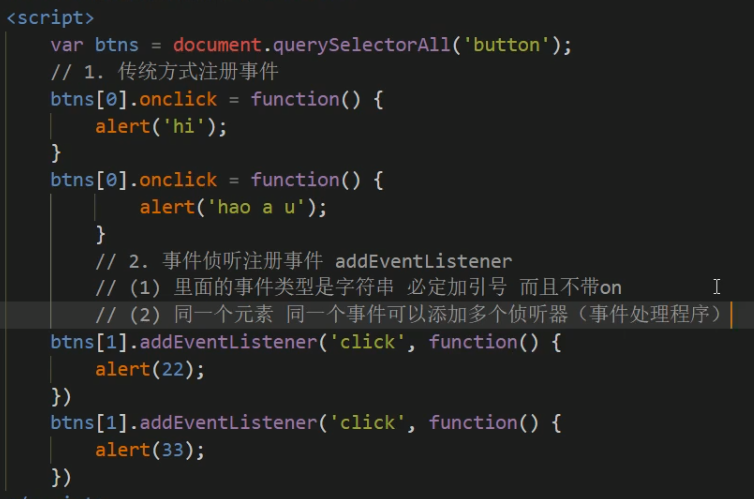 <script>
var btns = document.querySelectorAll('button');
// 1. 传统方式注册事件
btns[0].onclick = function() {
alert('hi');
}
btns[0].onclick = function() {
alert('hao a u');
}
// 2. 事件侦听注册事件 addEventListener
// (1) 里面的事件类型是字符串 必定加引号 而且不带on
// (2) 同一个元素 同一个事件可以添加多个侦听器（事件处理程序）
btns[1].addEventListener('click', function() {
alert(22);
})
btns[1].addEventListener('click', function() {
alert(33);
})